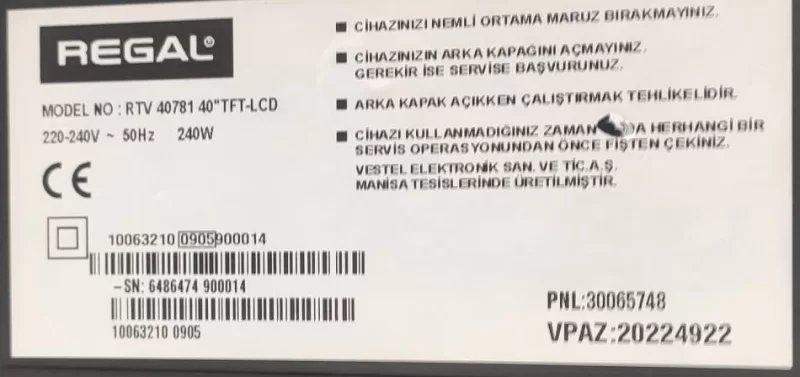 REGAL®
MODEL NO : RTV 40781 40"TFT-LCD
220-240V ~ 50Hz 240W
CE
10063210 0905900014
-SN: 6486474 900014
10063210 0905
CİHAZINIZI NEMLİ ORTAMA MARUZ BIRAKMAYINIZ.
CİHAZINIZIN ARKA KAPAĞINI AÇMAYINIZ.
GEREKİR İSE SERVİSE BAŞVURUNUZ.
ARKA KAPAK AÇIKKEN ÇALIŞTIRMAK TEHLİKELİDİR.
CİHAZI KULLANMADIĞINIZ ZAMAN HERHANGİ BİR
SERVİS OPERASYONUNDAN ÖNCE FİŞTEN ÇEKİNİZ.
VESTEL ELEKTRONİK SAN. VE TİC.A.Ş.
MANİSA TESİSLERİNDE ÜRETİLMİŞTİR.
PNL:30065748
VPAZ:20224922